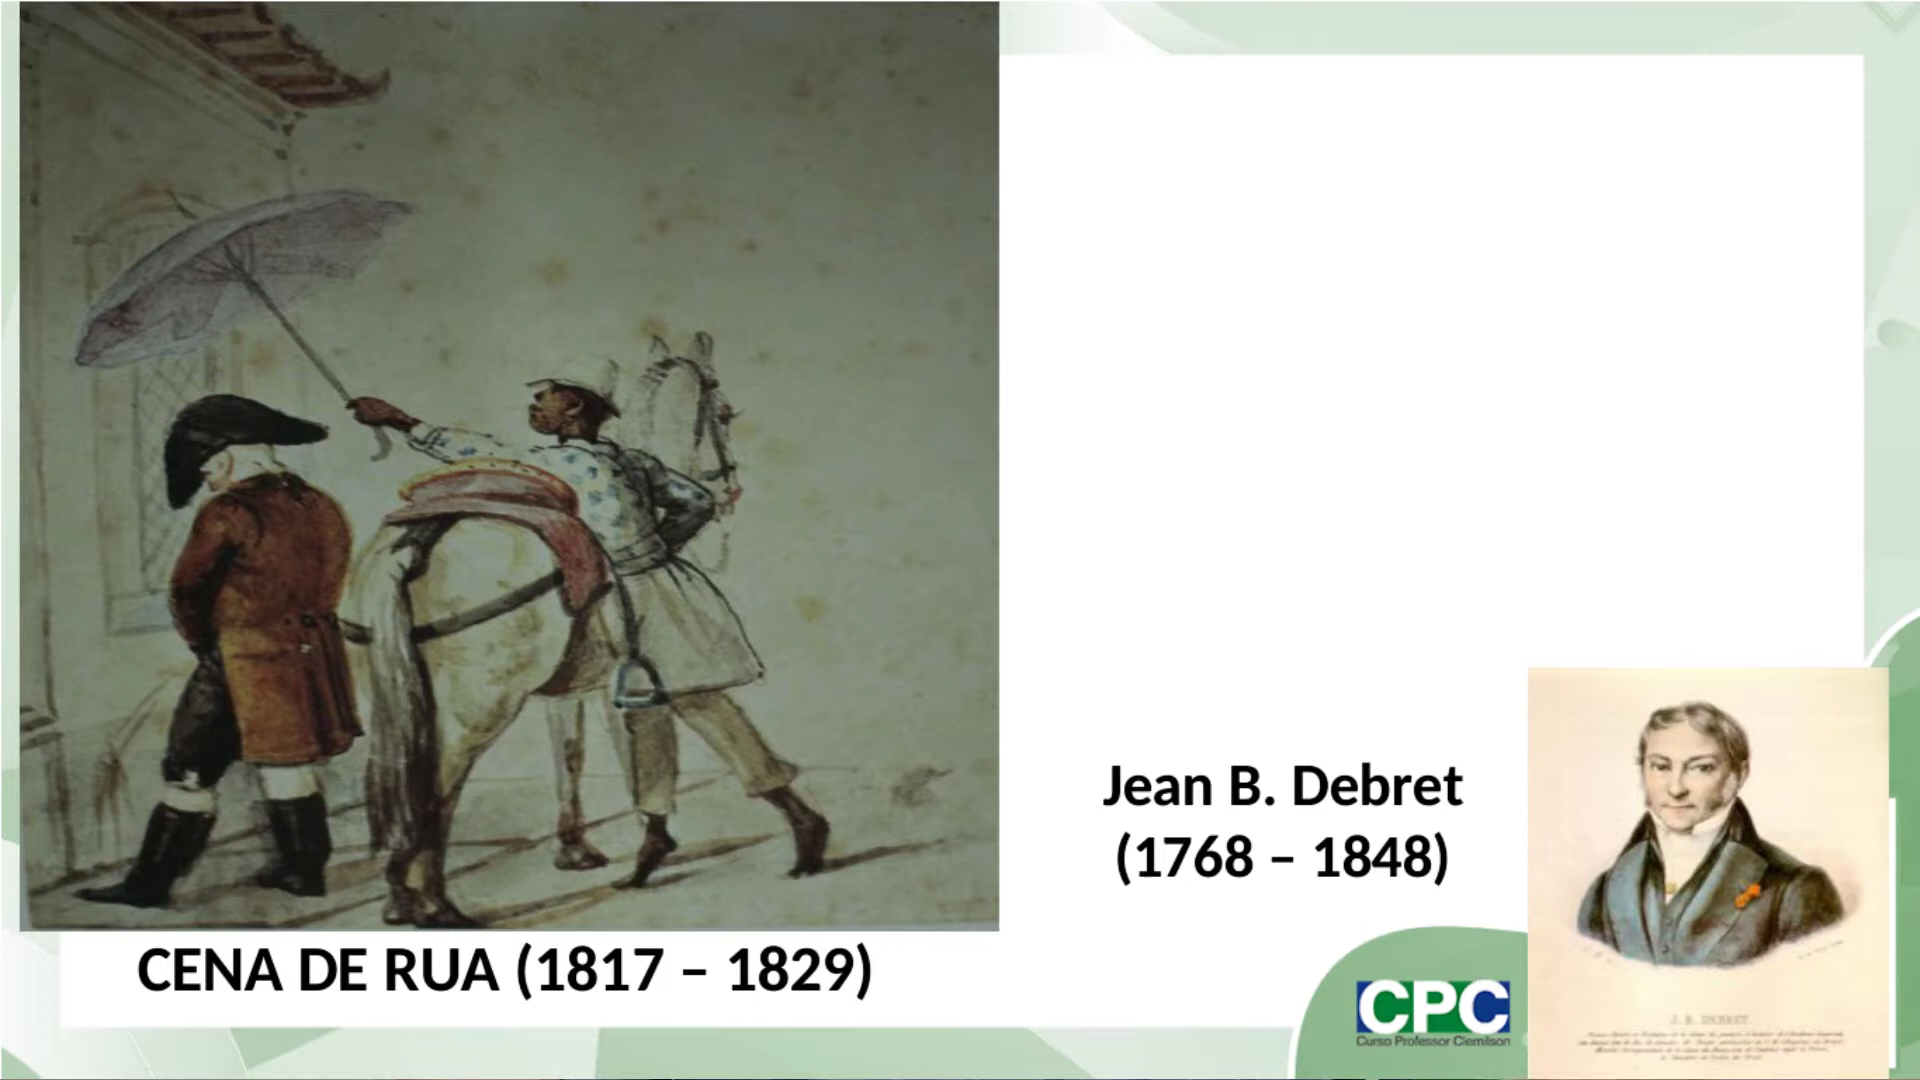 Jean B. Debret
(1768 – 1848)
CENA DE RUA (1817 – 1829)
CPC
Curso Professor Clemilson
J. B. DEBRET.